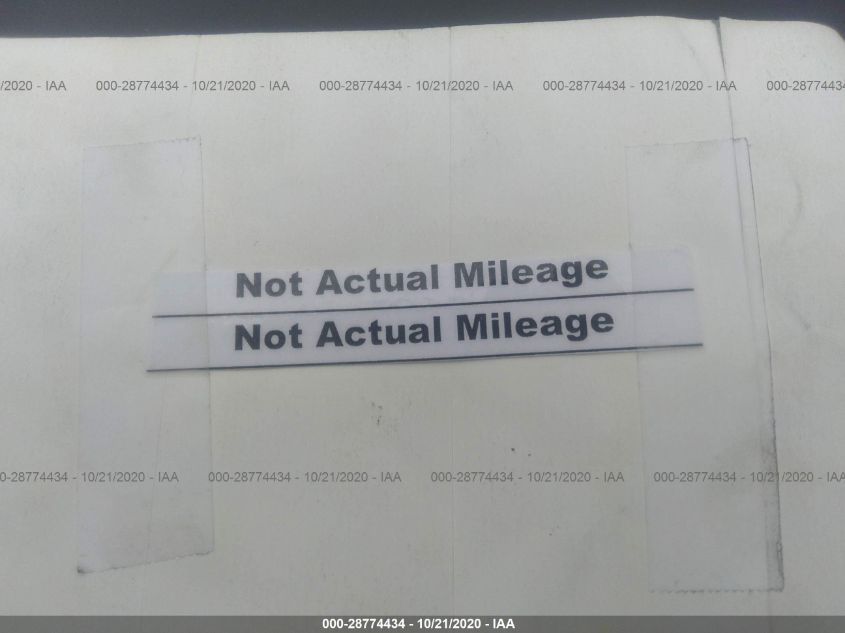 /2020 - IAA 000-28774434 - 10/21/2020 - IAA 000-28774434 - 10/21/2020 - IAA 000-28774434 - 10/21/2020 - IAA 000-28774434
Not Actual Mileage
Not Actual Mileage
0-28774434 - 10/21/2020 - IAA 000-28774434 - 10/21/2020 - IAA 000-28774434 - 10/21/2020 - IAA 000-28774434 - 10/21/2020 - IAA
000-28774434 - 10/21/2020 - IAA